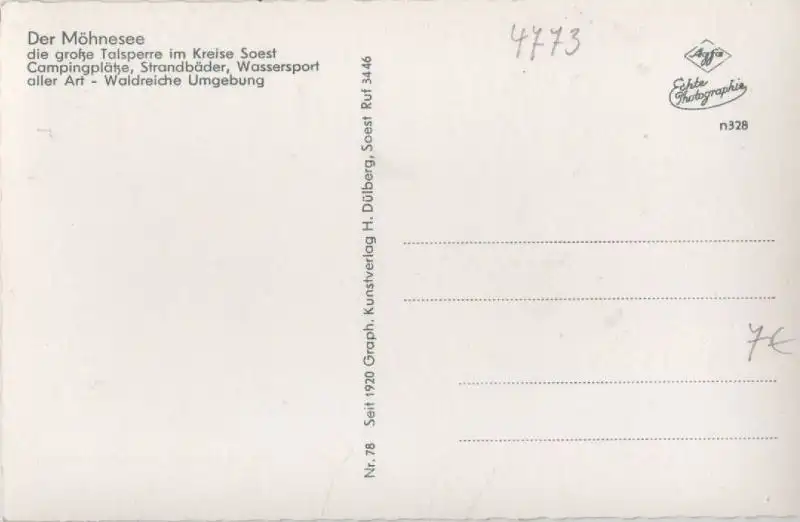 Der Möhnesee
die große Talsperre im Kreise Soest
Campingplätze, Strandbäder, Wassersport
aller Art - Waldreiche Umgebung
Nr. 78 Seit 1920 Graph. Kunstverlag H. Dülberg, Soest Ruf 3446
4773
Agfa
Echte
Photographie
n328
7€